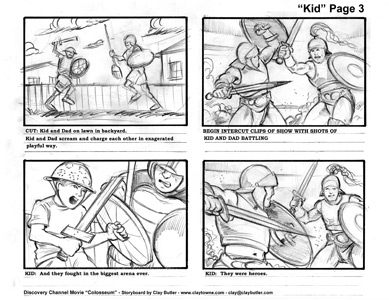 "Kid" Page 3
CUT: Kid and Dad on lawn in backyard.
Kid and Dad scream and charge each other in exagerated
playful way.
BEGIN INTERCUT CLIPS OF SHOW WITH SHOTS OF
KID AND DAD BATTLING
KID: And they fought in the biggest arena ever.
KID: They were heroes.
Discovery Channel Movie "Colosseum" - Storyboard by Clay Butler - www.claytowne.com - clay@claybutler.com